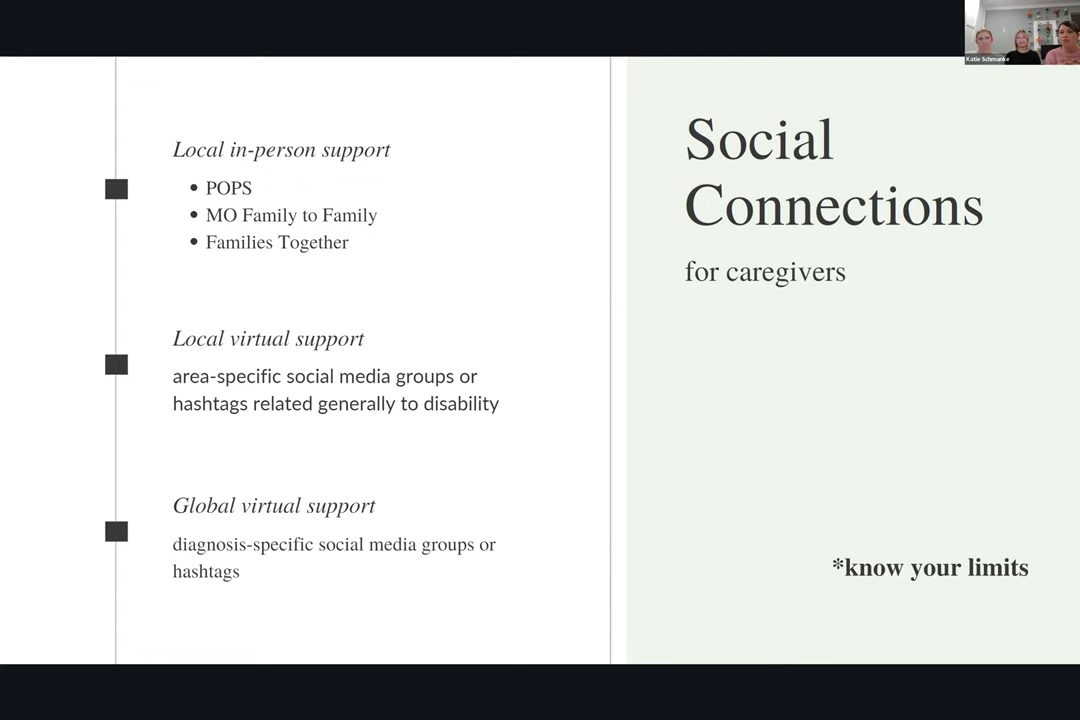 Katie Schmanke
Local in-person support
• POPS
• MO Family to Family
• Families Together
Local virtual support
area-specific social media groups or
hashtags related generally to disability
Global virtual support
diagnosis-specific social media groups or
hashtags
Social
Connections
for caregivers
*know your limits